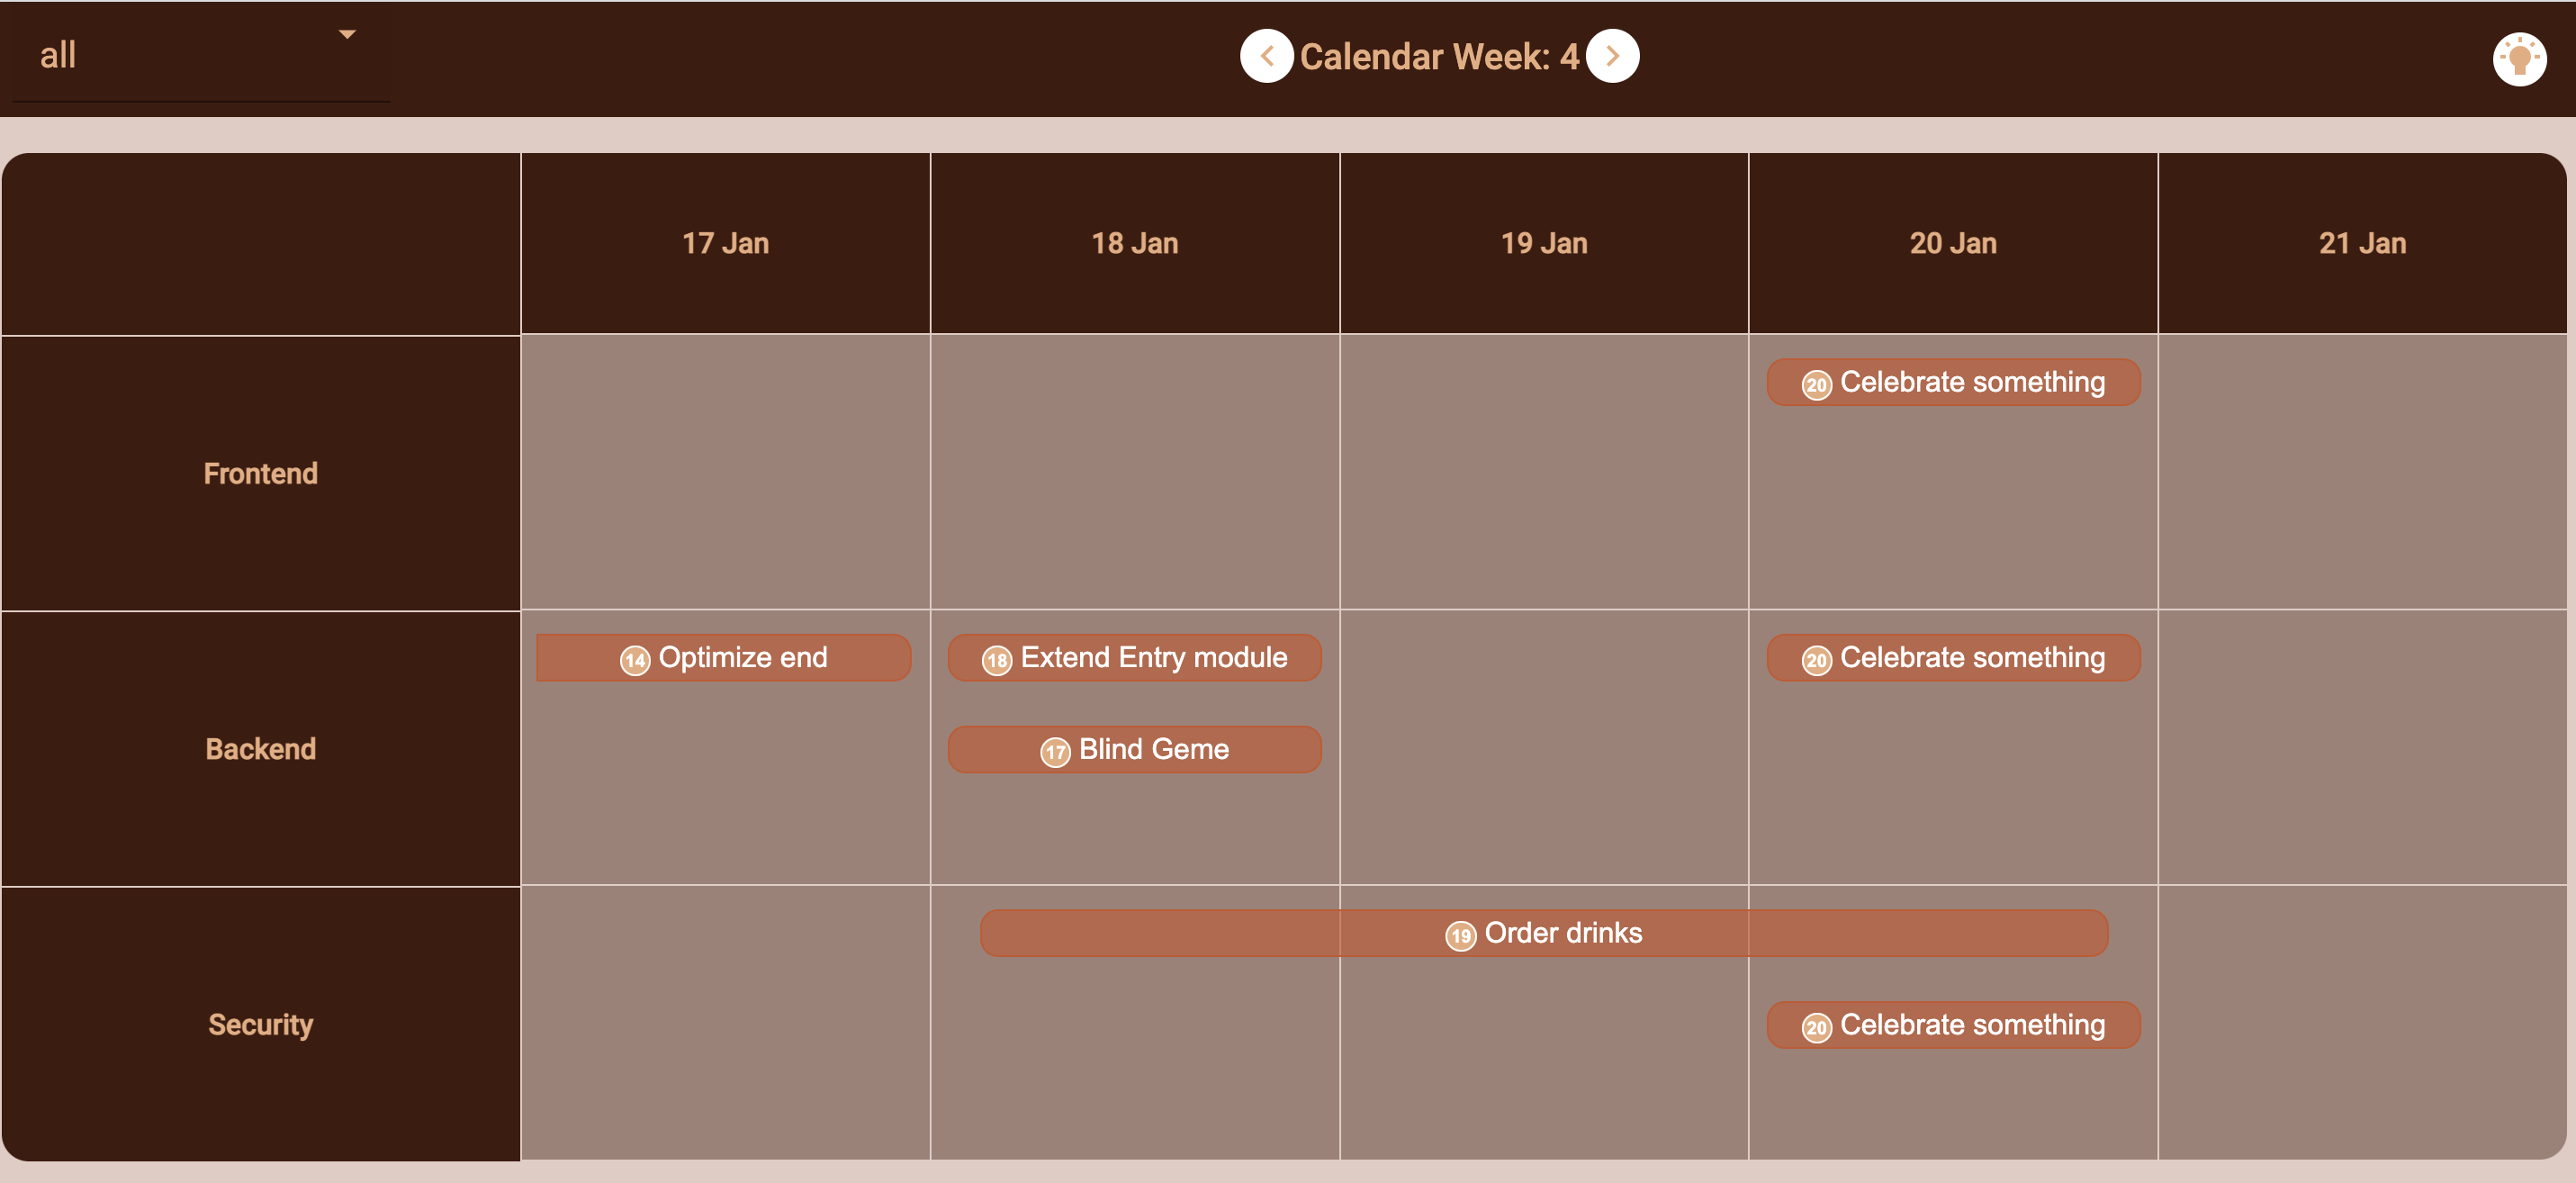 all
Calendar Week: 4
17 Jan
18 Jan
19 Jan
20 Jan
21 Jan
Frontend
20 Celebrate something
Backend
14 Optimize end
18 Extend Entry module
20 Celebrate something
17 Blind Geme
Security
19 Order drinks
20 Celebrate something